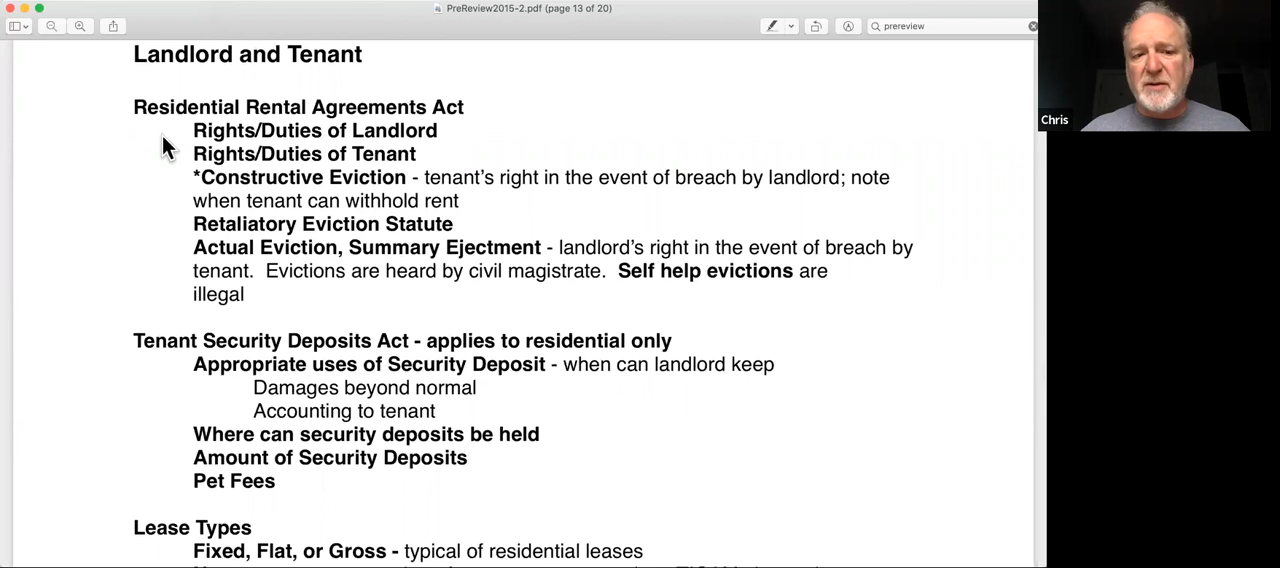 PreReview2015-2.pdf (page 13 of 20)
prereview
Chris
Landlord and Tenant
Residential Rental Agreements Act
Rights/Duties of Landlord
Rights/Duties of Tenant
*Constructive Eviction - tenant's right in the event of breach by landlord; note
when tenant can withhold rent
Retaliatory Eviction Statute
Actual Eviction, Summary Ejectment - landlord's right in the event of breach by
tenant. Evictions are heard by civil magistrate. Self help evictions are
illegal
Tenant Security Deposits Act - applies to residential only
Appropriate uses of Security Deposit - when can landlord keep
Damages beyond normal
Accounting to tenant
Where can security deposits be held
Amount of Security Deposits
Pet Fees
Lease Types
Fixed, Flat, or Gross - typical of residential leases